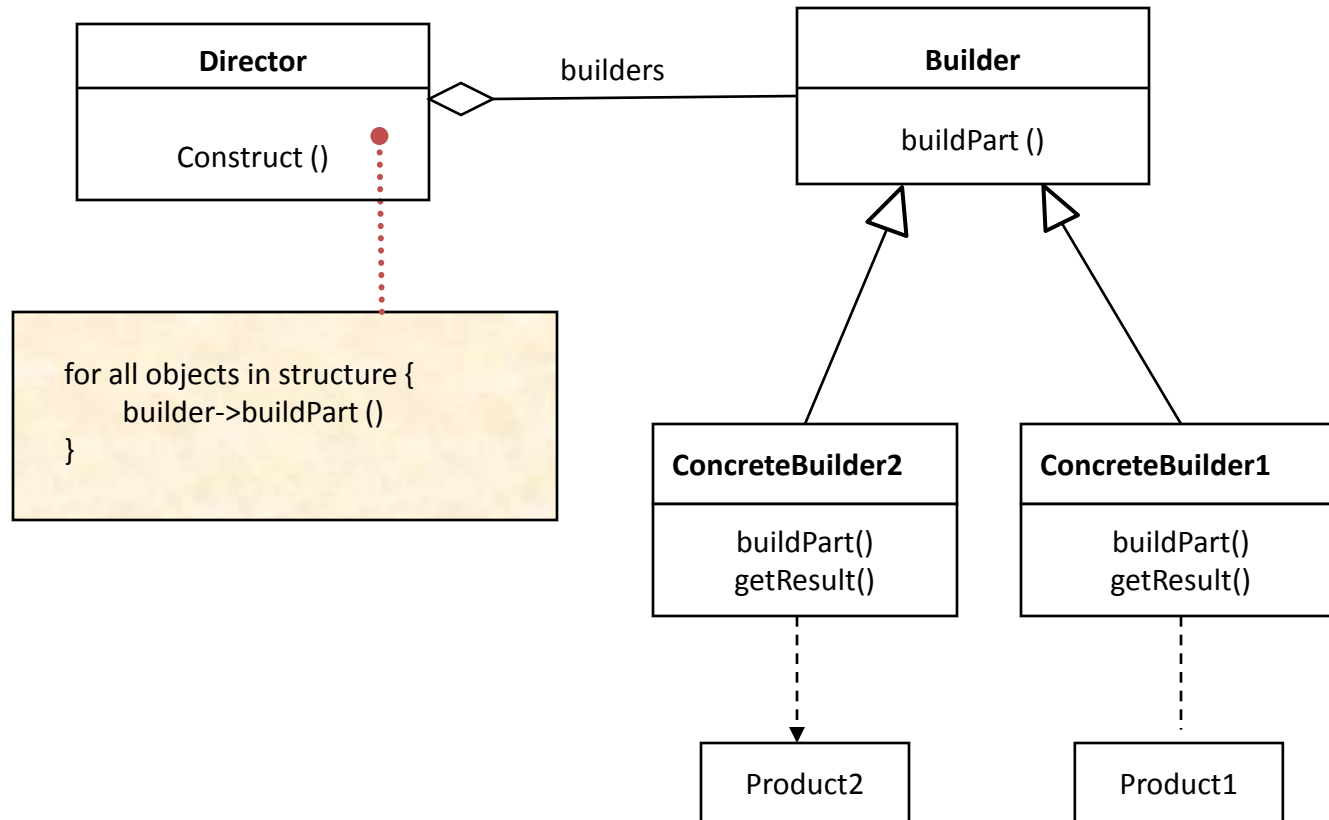 Director
Construct ()
builders
Builder
buildPart ()
for all objects in structure {
builder->buildPart ()
}
ConcreteBuilder2
buildPart()
getResult()
ConcreteBuilder1
buildPart()
getResult()
Product2
Product1